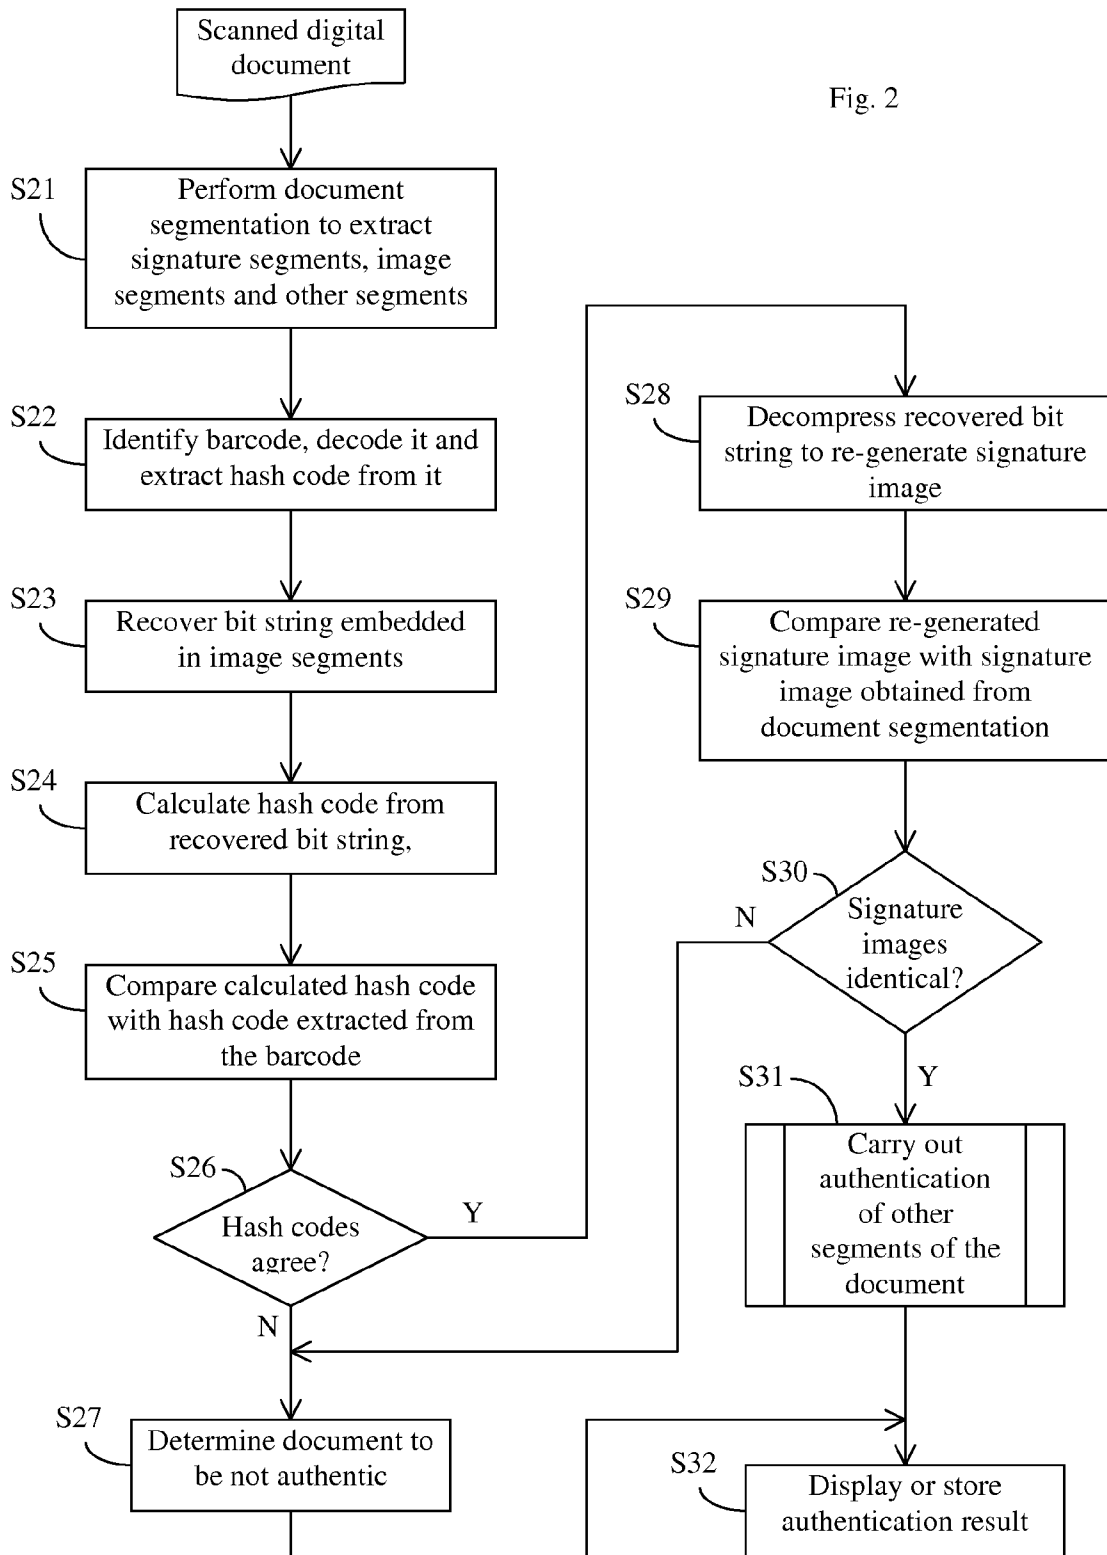 Scanned digital
document
Fig. 2
S21
Perform document
segmentation to extract
signature segments, image
segments and other segments
S22
Identify barcode, decode it and
extract hash code from it
S23
Recover bit string embedded
in image segments
S24
Calculate hash code from
recovered bit string,
S25
Compare calculated hash code
with hash code extracted from
the barcode
S26
Hash codes
agree?
Y
N
S27
Determine document to
be not authentic
S28
Decompress recovered bit
string to re-generate signature
image
S29
Compare re-generated
signature image with signature
image obtained from
document segmentation
S30
Signature
images
identical?
N
Y
S31
Carry out
authentication
of other
segments of the
document
S32
Display or store
authentication result